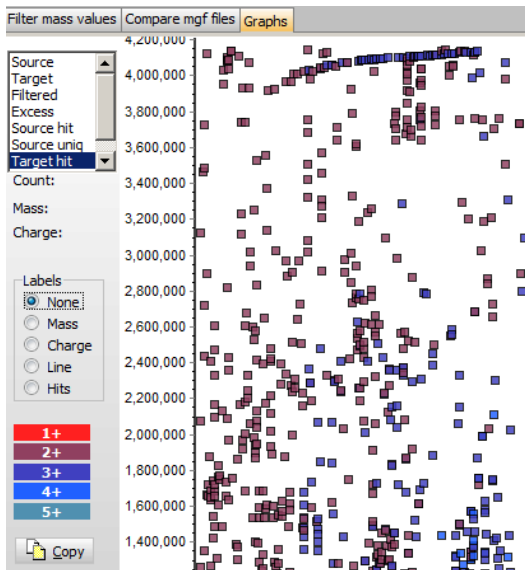 Filter mass values Compare mgf files Graphs
Source
Target
Filtered
Excess
Source hit
Source uniq
Target hit
Count:
Mass:
Charge:
Labels
None
Mass
Charge
Line
Hits
1+
2+
3+
4+
5+
Copy
4,200,000
4,000,000
3,800,000
3,600,000
3,400,000
3,200,000
3,000,000
2,800,000
2,600,000
2,400,000
2,200,000
2,000,000
1,800,000
1,600,000
1,400,000